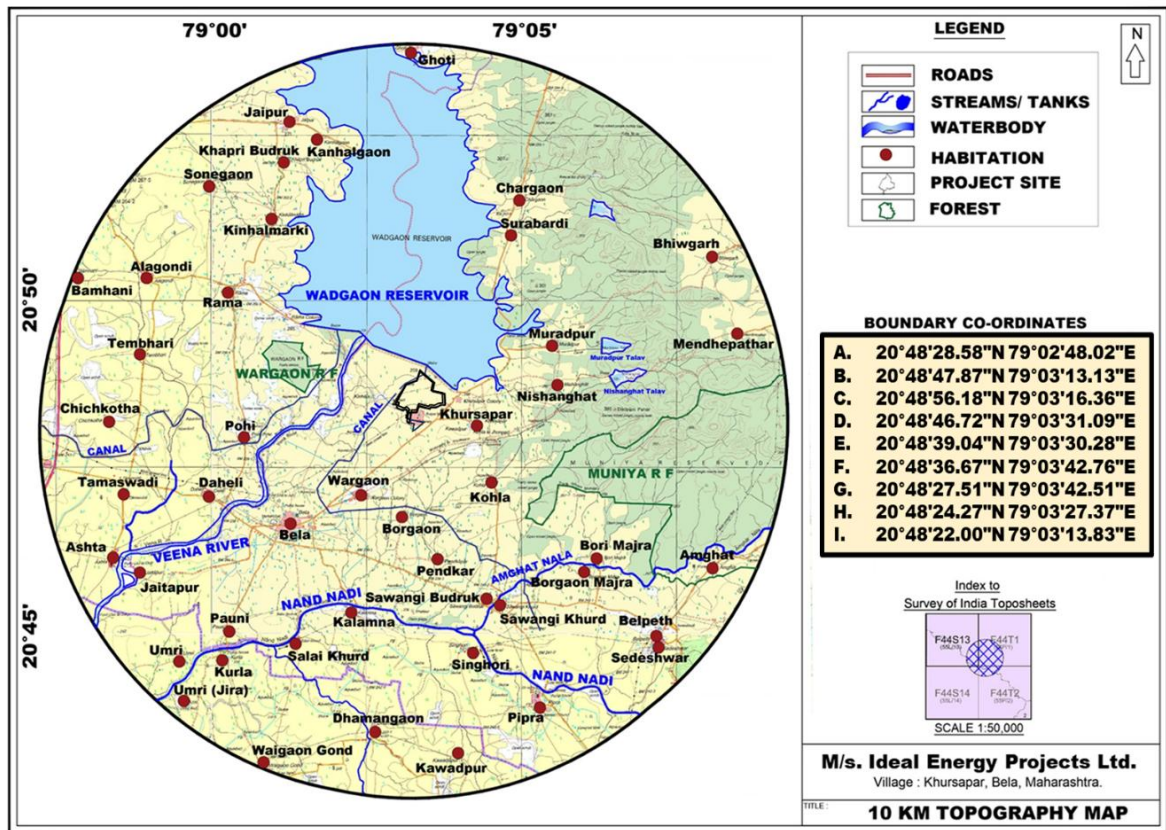 79°00'
79°05'
20°50'
20°45'
Ghoti
Jaipur
Kanhalgaon
Khapri Budruk
Sonegaon
Kinhalmarki
Chargaon
Surabardi
WADGAON RESERVOIR
Bhiwgarh
Alagondi
Bamhani
Rama
WADGAON RESERVOIR
Muradpur
Mendhepathar
Muradpur Talav
Tembhari
WARGAON R F
WARGAON R F
Nishanghat Talav
Nishanghat
CANAL
Khursapar
Chichkotha
Pohi
CANAL
MUNIYA R F
Tamaswadi
Daheli
Wargaon
Kohla
Borgaon
Bela
Ashta
VEENA RIVER
Pendkar
Bori Majra
Amghat
AMGHAT NALA
Jaitapur
Borgaon Majra
Sawangi Budruk
NAND NADI
Kalamna
Sawangi Khurd
Pauni
Belpeth
Salai Khurd
Sedeshwar
Umri
Kurla
Singhori
NAND NADI
Umri (Jira)
Pipra
Dhamangaon
Waigaon Gond
Kawadpur
N
LEGEND
ROADS
STREAMS/ TANKS
WATERBODY
HABITATION
PROJECT SITE
FOREST
BOUNDARY CO-ORDINATES
A. 20°48'28.58"N 79°02'48.02"E
B. 20°48'47.87"N 79°03'13.13"E
C. 20°48'56.18"N 79°03'16.36"E
D. 20°48'46.72"N 79°03'31.09"E
E. 20°48'39.04"N 79°03'30.28"E
F. 20°48'36.67"N 79°03'42.76"E
G. 20°48'27.51"N 79°03'42.51"E
H. 20°48'24.27"N 79°03'27.37"E
I. 20°48'22.00"N 79°03'13.83"E
Index to
Survey of India Toposheets
F44S13
F44T1
F44S14
F44T2
SCALE 1:50,000
M/s. Ideal Energy Projects Ltd.
Village : Khursapar, Bela, Maharashtra.
TITLE :
10 KM TOPOGRAPHY MAP